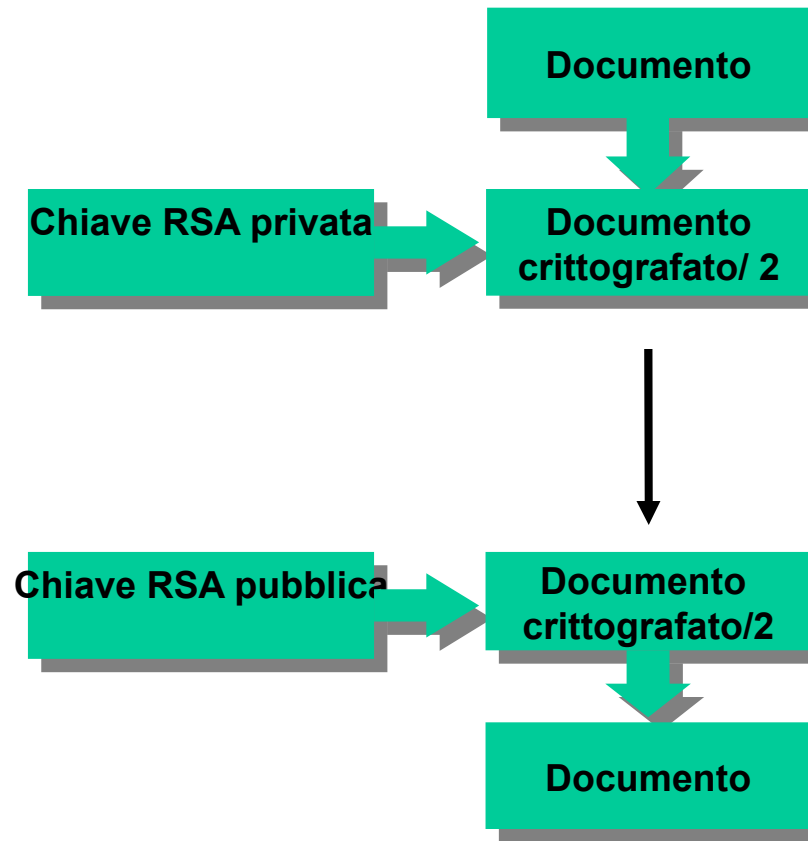 Documento
Chiave RSA privata
Documento
crittografato/ 2
Chiave RSA pubblica
Documento
crittografato/2
Documento